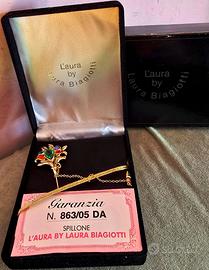 L'aura
by
Laura Biagiotti
L'aura
by
Laura Biagiotti
Garanzia
N. 863/05 DA
SPILLONE
L'AURA BY LAURA BIAGIOTTI